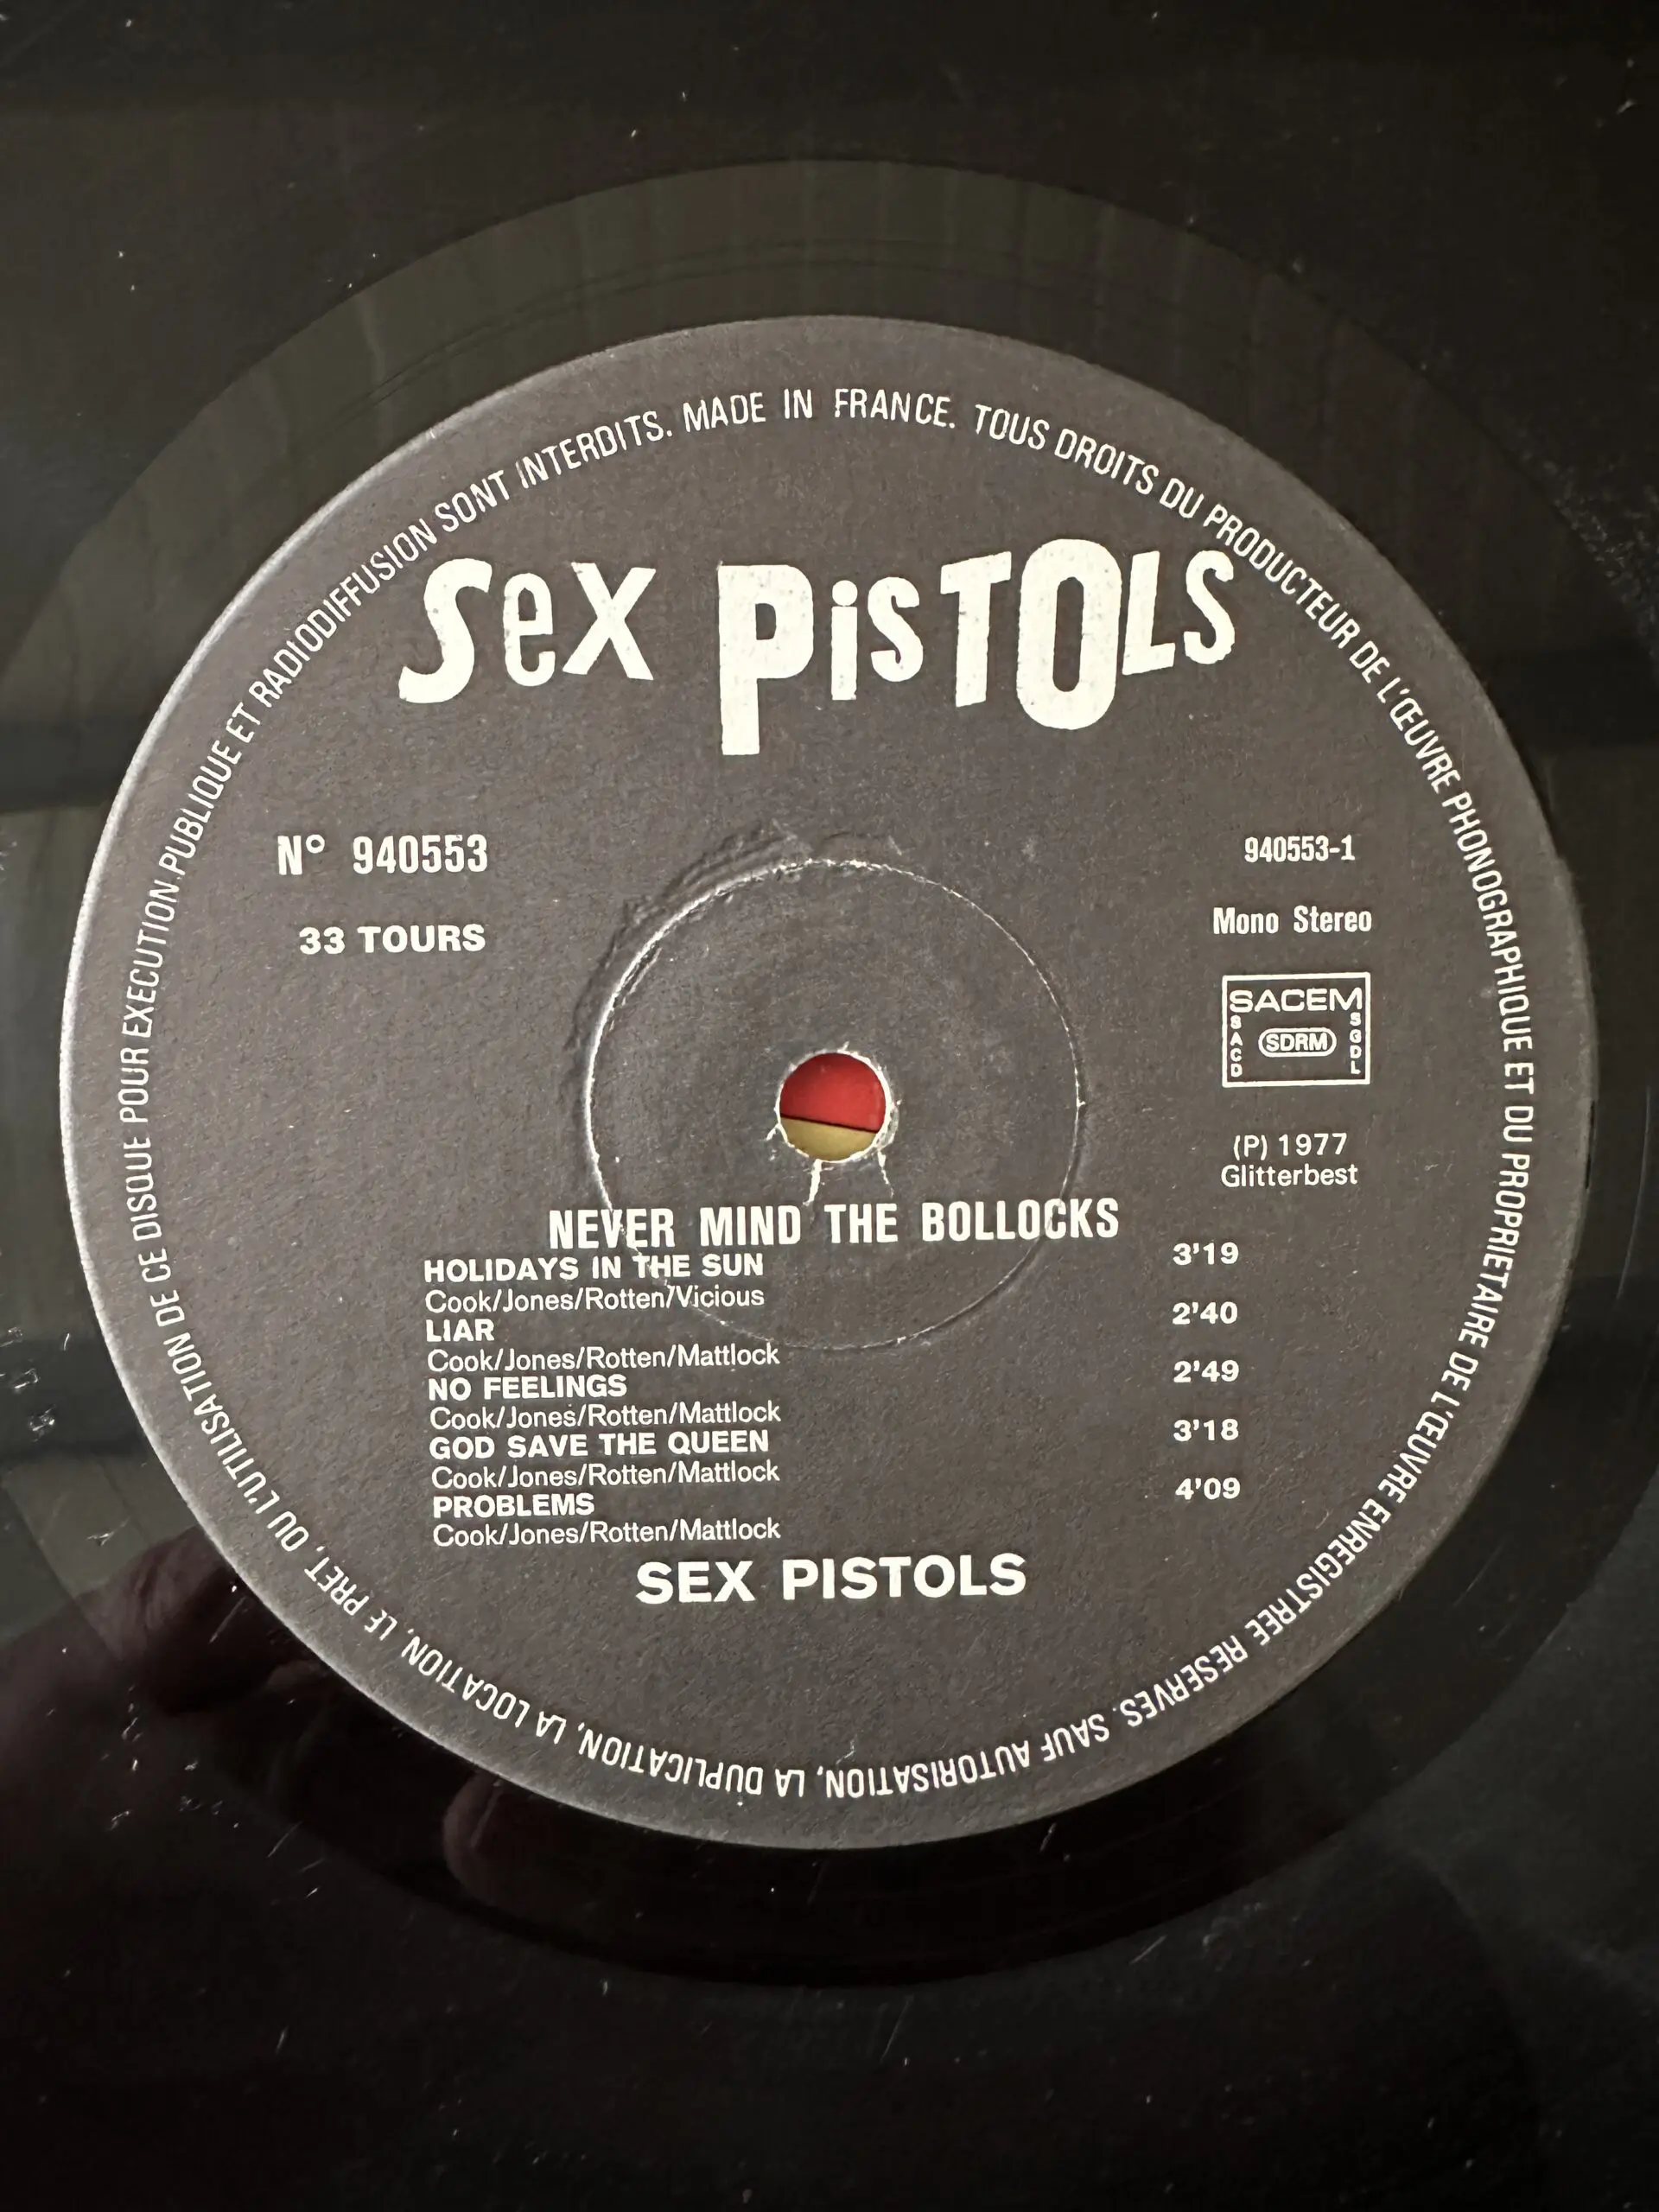 MADE IN FRANCE. TOUS DROITS DU PRODUCTEUR DE L'ŒUVRE PHONOGRAPHIQUE ET DU PROPRIETAIRE DE L'ŒUVRE ENREGISTREE RESERVES. SAUF AUTORISATION, LA DUPLICATION, LA LOCATION, LE PRET, OU L'UTILISATION DE CE DISQUE POUR EXECUTION PUBLIQUE ET RADIODIFFUSION SONT INTERDITS.
Sex PisTOLS
N° 940553
33 TOURS
940553-1
Mono Stereo
SACEM
SACD
SDRM
SGDL
(P) 1977
Glitterbest
NEVER MIND THE BOLLOCKS
HOLIDAYS IN THE SUN 3'19
Cook/Jones/Rotten/Vicious
LIAR 2'40
Cook/Jones/Rotten/Mattlock
NO FEELINGS 2'49
Cook/Jones/Rotten/Mattlock
GOD SAVE THE QUEEN 3'18
Cook/Jones/Rotten/Mattlock
PROBLEMS 4'09
Cook/Jones/Rotten/Mattlock
SEX PISTOLS